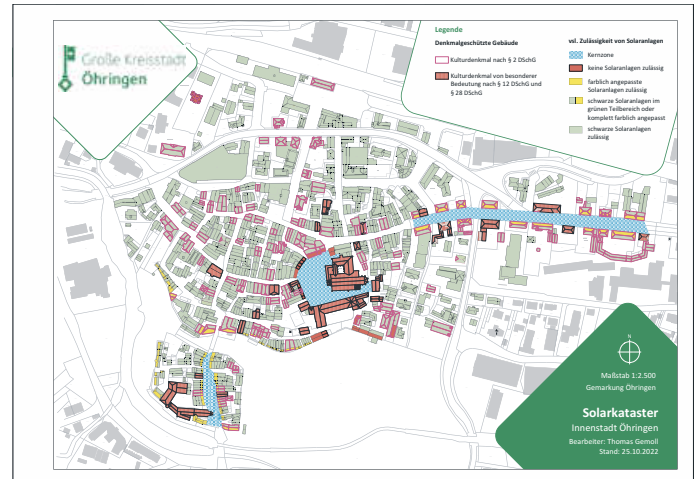 Große Kreisstadt
Öhringen
Legende
Denkmalgeschützte Gebäude
Kulturdenkmal nach § 2 DSchG
Kulturdenkmal von besonderer
Bedeutung nach § 12 DSchG und
§ 28 DSchG
vsl. Zulässigkeit von Solaranlagen
Kernzone
keine Solaranlagen zulässig
farblich angepasste
Solaranlagen zulässig
schwarze Solaranlagen im
grünen Teilbereich oder
komplett farblich angepasst
schwarze Solaranlagen
zulässig
N
Maßstab 1:2.500
Gemarkung Öhringen
Solarkataster
Innenstadt Öhringen
Bearbeiter: Thomas Gemoll
Stand: 25.10.2022